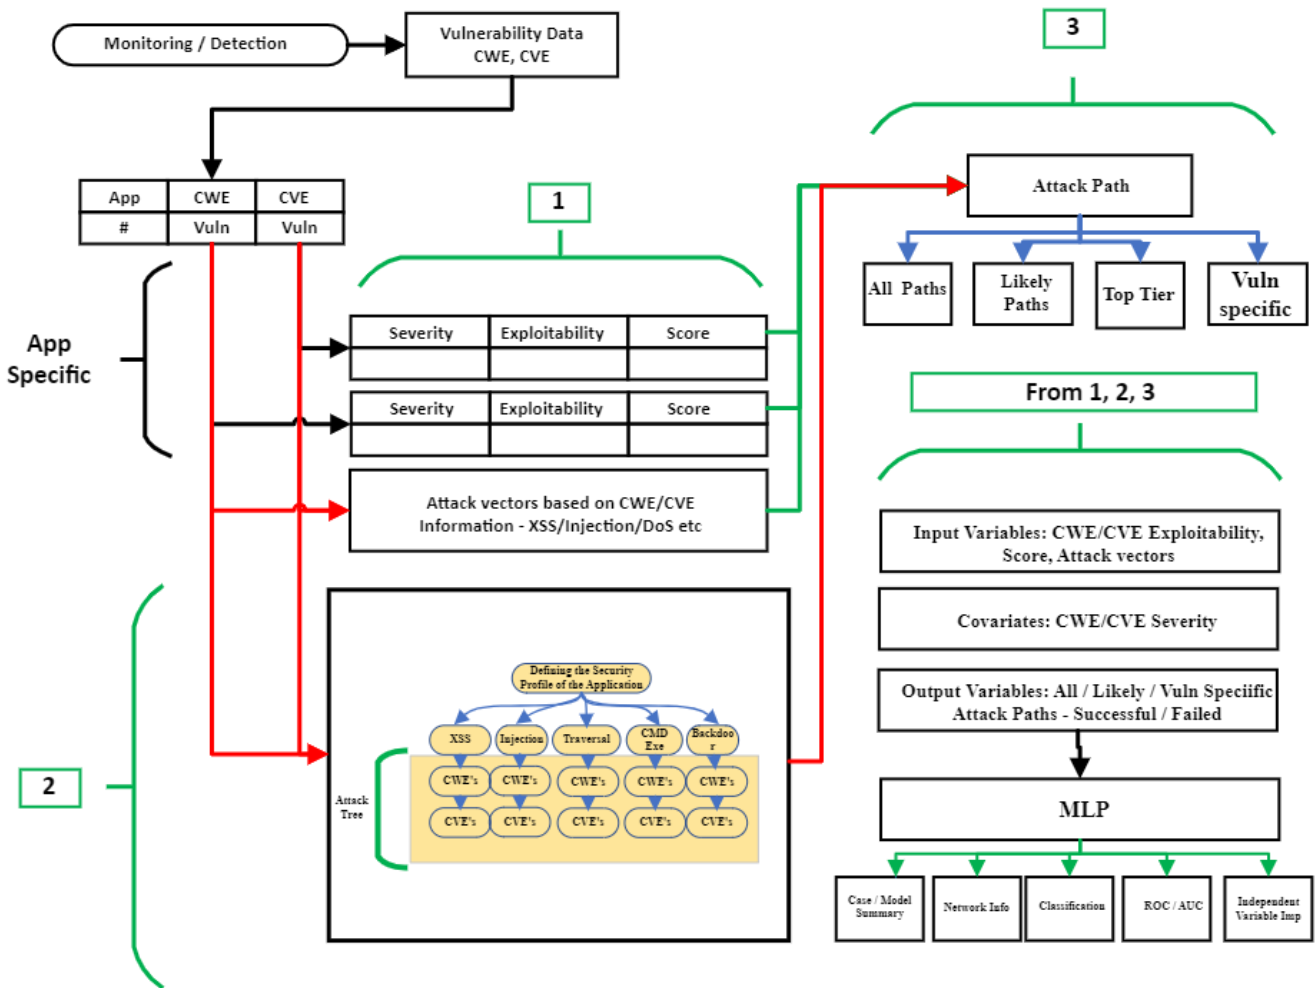 Monitoring / Detection
Vulnerability Data
CWE, CVE
3
App
CWE
CVE
#
Vuln
Vuln
1
Attack Path
All Paths
Likely
Paths
Top Tier
Vuln
specific
App
Specific
Severity
Exploitability
Score
Severity
Exploitability
Score
Attack vectors based on CWE/CVE
Information - XSS/Injection/DoS etc
From 1, 2, 3
Input Variables: CWE/CVE Exploitability,
Score, Attack vectors
Covariates: CWE/CVE Severity
Output Variables: All / Likely / Vuln Speciific
Attack Paths - Successful / Failed
MLP
Case / Model
Summary
Network Info
Classification
ROC / AUC
Independent
Variable Imp
2
Defining the Security
Profile of the Application
XSS
Injection
Traversal
CMD
Exe
Backdoo
r
Attack
Tree
CWE's
CWE's
CWE's
CWE's
CWE's
CVE's
CVE's
CVE's
CVE's
CVE's